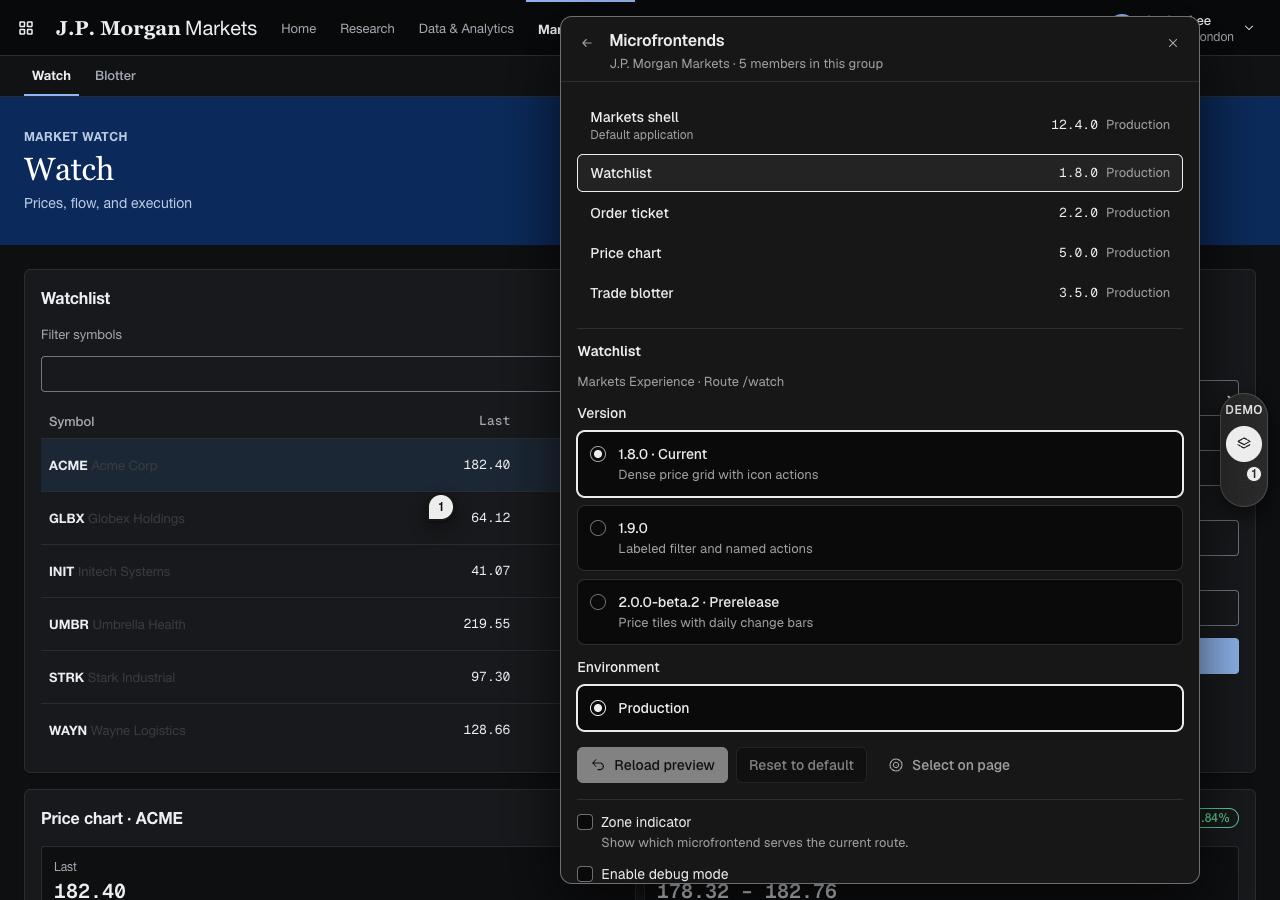 J.P. Morgan Markets
Home
Research
Data & Analytics
Watch
Blotter
MARKET WATCH
Watch
Prices, flow, and execution
Watchlist
Filter symbols
Symbol
Last
ACME Acme Corp
182.40
GLBX Globex Holdings
64.12
1
INIT Initech Systems
41.07
UMBR Umbrella Health
219.55
STRK Stark Industrial
97.30
WAYN Wayne Logistics
128.66
Price chart · ACME
Last
182.40
178.32 – 182.76
Microfrontends
J.P. Morgan Markets · 5 members in this group
Markets shell
Default application
12.4.0 Production
Watchlist
1.8.0 Production
Order ticket
2.2.0 Production
Price chart
5.0.0 Production
Trade blotter
3.5.0 Production
Watchlist
Markets Experience · Route /watch
Version
1.8.0 · Current
Dense price grid with icon actions
1.9.0
Labeled filter and named actions
2.0.0-beta.2 · Prerelease
Price tiles with daily change bars
Environment
Production
Reload preview
Reset to default
Select on page
Zone indicator
Show which microfrontend serves the current route.
Enable debug mode
DEMO
1